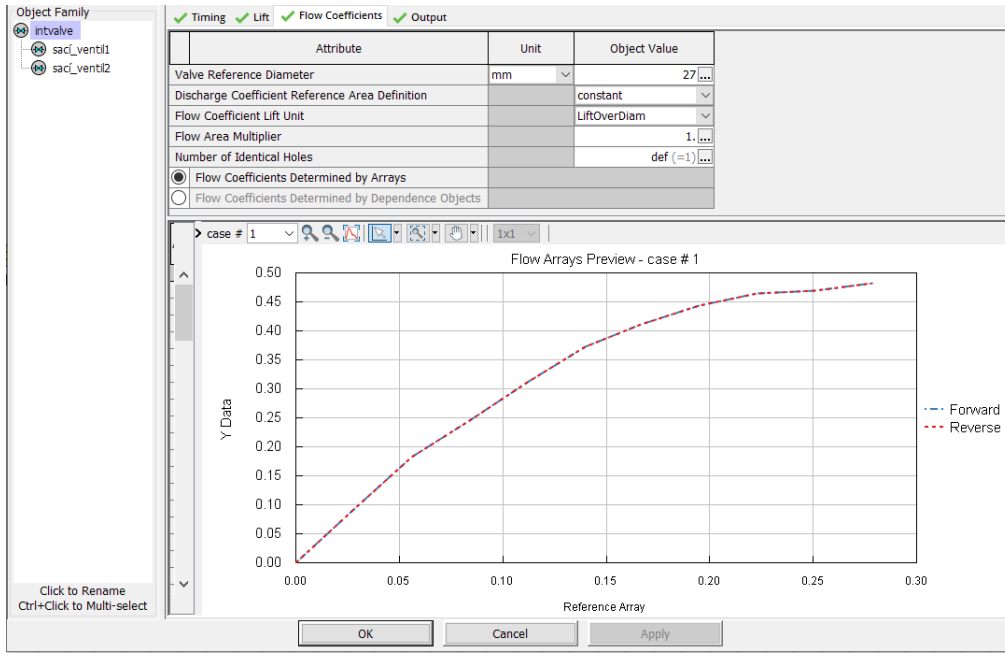 Object Family
intvalve
sací_ventil1
sací_ventil2
Click to Rename
Ctrl+Click to Multi-select
Timing Lift Flow Coefficients Output
Attribute Unit Object Value
Valve Reference Diameter mm 27 ...
Discharge Coefficient Reference Area Definition constant
Flow Coefficient Lift Unit LiftOverDiam
Flow Area Multiplier 1. ...
Number of Identical Holes def (=1) ...
Flow Coefficients Determined by Arrays
Flow Coefficients Determined by Dependence Objects
case # 1 1x1
Flow Arrays Preview - case # 1
0.50
0.45
0.40
0.35
0.30
0.25
0.20
0.15
0.10
0.05
0.00
Y Data
0.00 0.05 0.10 0.15 0.20 0.25 0.30
Reference Array
Forward
Reverse
OK Cancel Apply